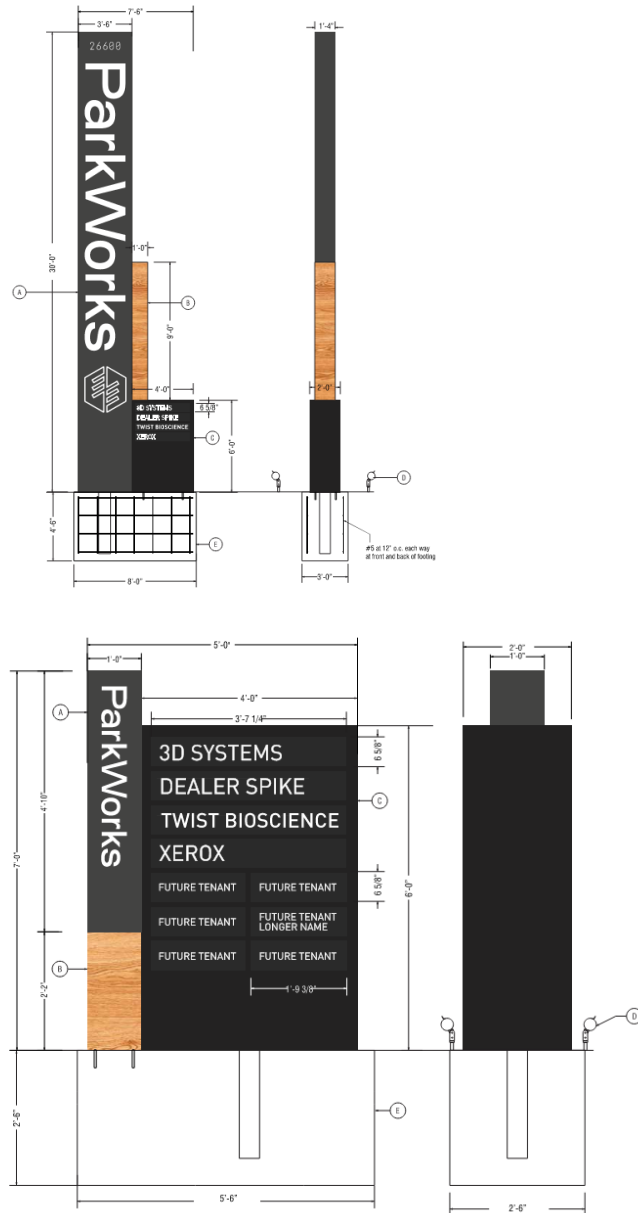 7'-6"
3'-6"
1'-4"
26600
ParkWorks
30'-0"
1'-0"
A
B
9'-0"
4'-0"
2'-0"
3D SYSTEMS
DEALER SPIKE
TWIST BIOSCIENCE
XEROX
6 5/8"
C
6'-0"
D
4'-6"
E
#5 at 12" o.c. each way
at front and back of footing
8'-0"
3'-0"
5'-0"
2'-0"
1'-0"
1'-0"
4'-0"
A
ParkWorks
3'-7 1/4"
3D SYSTEMS
6 5/8"
DEALER SPIKE
C
4'-10"
TWIST BIOSCIENCE
XEROX
7'-0"
6 5/8"
6'-0"
FUTURE TENANT FUTURE TENANT
FUTURE TENANT FUTURE TENANT
LONGER NAME
FUTURE TENANT FUTURE TENANT
B
2'-2"
1'-9 3/8"
D
2'-6"
E
5'-6"
2'-6"